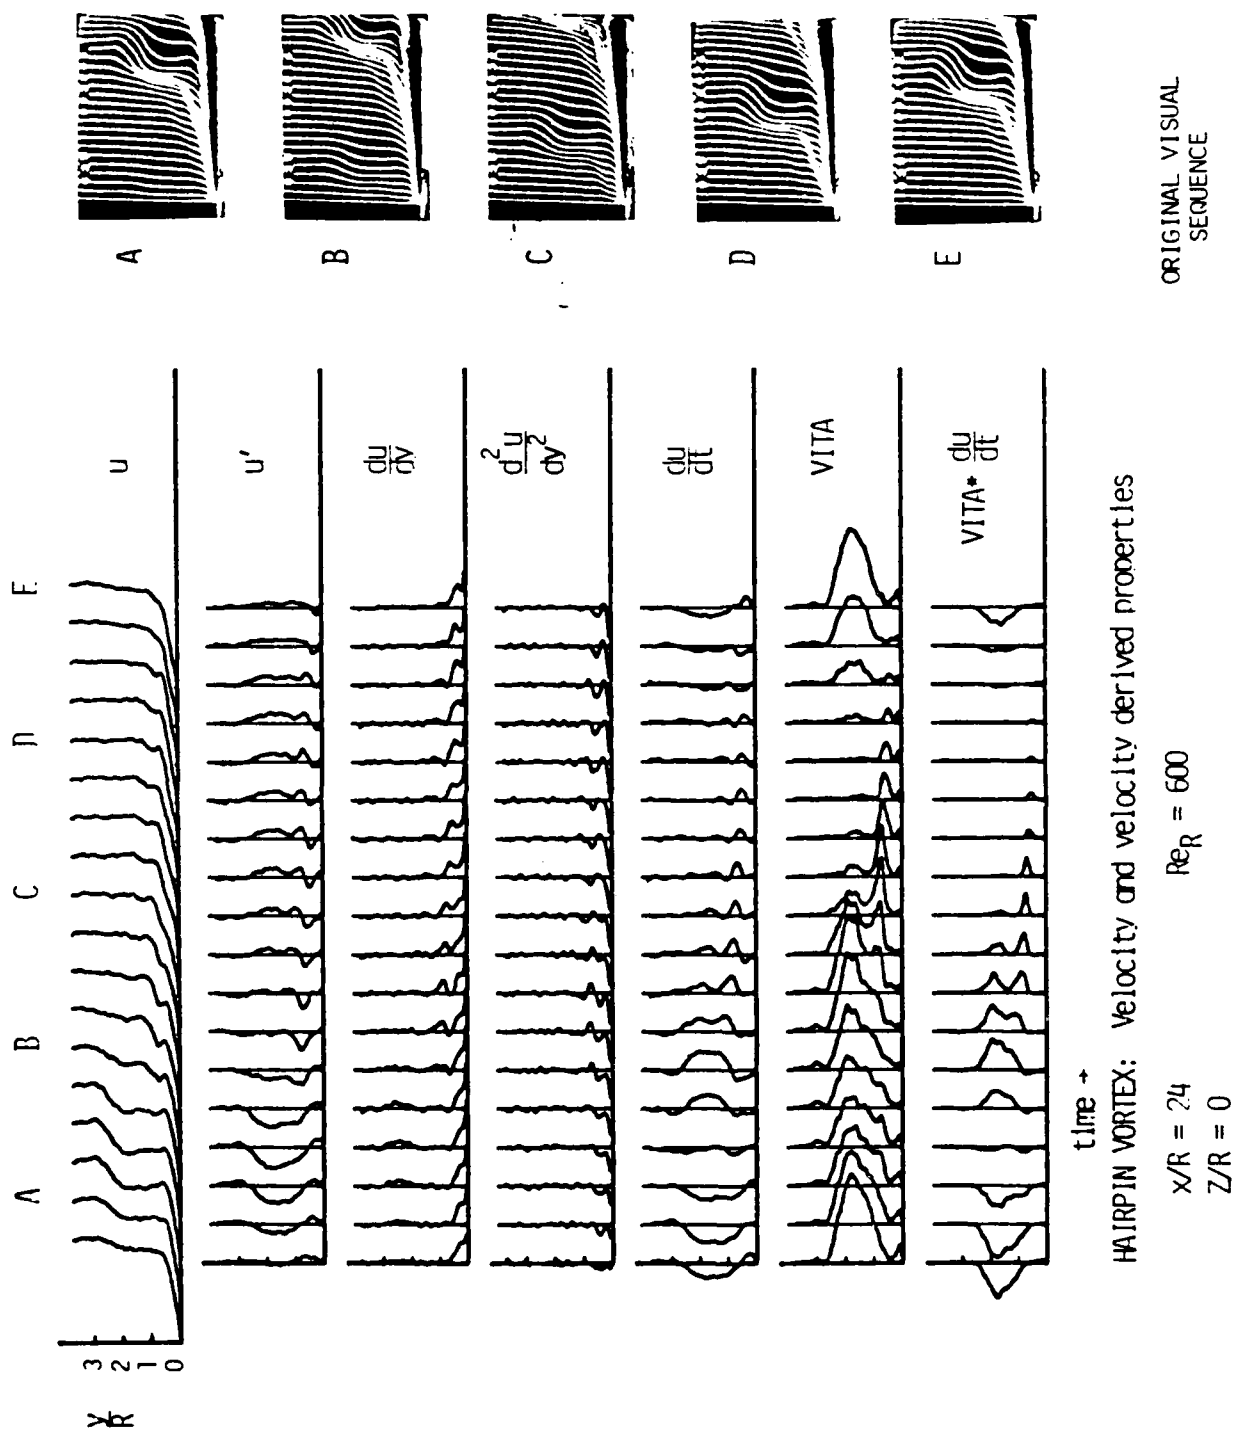 A B C D E
Y/R
3
2
1
0
u
u'
du/dy
d²u/dy²
du/dt
VITA
VITA* du/dt
time →
HAIRPIN VORTEX: Velocity and velocity derived properties
X/R = 24 Re_R = 600
Z/R = 0
A
B
C
D
E
ORIGINAL VISUAL
SEQUENCE